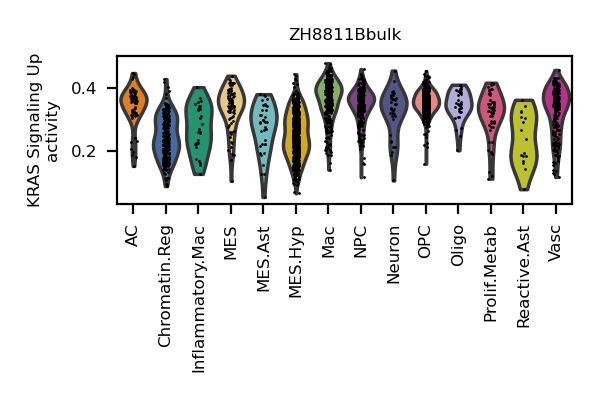 ZH8811Bbulk
KRAS Signaling Up
activity
0.4
0.2
AC
Chromatin.Reg
Inflammatory.Mac
MES
MES.Ast
MES.Hyp
Mac
NPC
Neuron
OPC
Oligo
Prolif.Metab
Reactive.Ast
Vasc